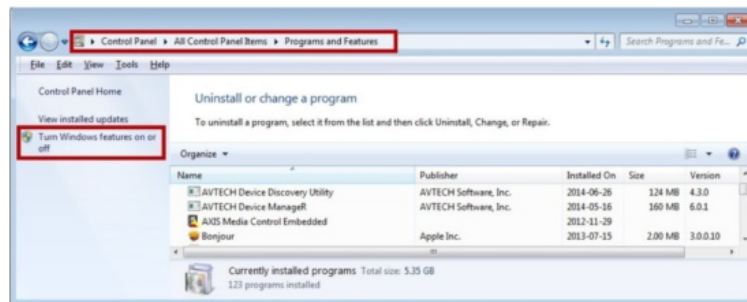 Control Panel ▸ All Control Panel Items ▸ Programs and Features
Search Programs and Fe...
File Edit View Tools Help
Control Panel Home
View installed updates
Turn Windows features on or
off
Uninstall or change a program
To uninstall a program, select it from the list and then click Uninstall, Change, or Repair.
Organize
Name Publisher Installed On Size Version
AVTECH Device Discovery Utility AVTECH Software, Inc. 2014-06-26 124 MB 4.3.0
AVTECH Device ManageR AVTECH Software, Inc. 2014-05-16 160 MB 6.0.1
AXIS Media Control Embedded 2012-11-29
Bonjour Apple Inc. 2013-07-15 2.00 MB 3.0.0.10
Currently installed programs Total size: 5.35 GB
123 programs installed